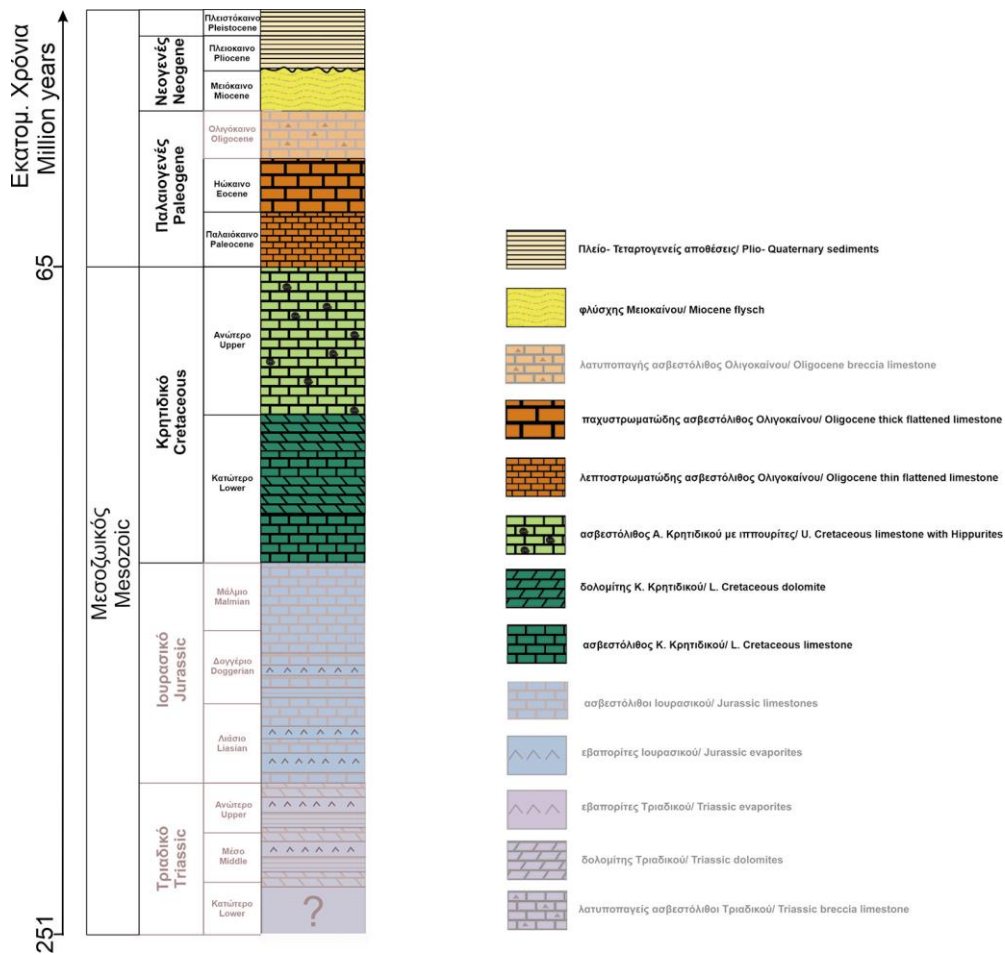 Εκατομ. Χρόνια
Million years
65
251
Μεσοζωικός
Mesozoic
Νεογενές
Neogene
Παλαιογενές
Paleogene
Κρητιδικό
Cretaceous
Ιουρασικό
Jurassic
Τριαδικό
Triassic
Πλειστόκαινο
Pleistocene
Πλειοκαινο
Pliocene
Μειόκαινο
Miocene
Ολιγόκαινο
Oligocene
Ηώκαινο
Eocene
Παλαιόκαινο
Paleocene
Ανώτερο
Upper
Κατώτερο
Lower
Μάλμιο
Malmian
Δογγέριο
Doggerian
Λιάσιο
Liasian
Ανώτερο
Upper
Μέσο
Middle
Κατώτερο
Lower
?
Πλείο- Τεταρτογενείς αποθέσεις/ Plio- Quaternary sediments
φλύσχης Μειοκαίνου/ Miocene flysch
λατυποπαγής ασβεστόλιθος Ολιγοκαίνου/ Oligocene breccia limestone
παχυστρωματώδης ασβεστόλιθος Ολιγοκαίνου/ Oligocene thick flattened limestone
λεπτοστρωματώδης ασβεστόλιθος Ολιγοκαίνου/ Oligocene thin flattened limestone
ασβεστόλιθος Α. Κρητιδικού με ιππουρίτες/ U. Cretaceous limestone with Hippurites
δολομίτης Κ. Κρητιδικού/ L. Cretaceous dolomite
ασβεστόλιθος Κ. Κρητιδικού/ L. Cretaceous limestone
ασβεστόλιθοι Ιουρασικού/ Jurassic limestones
εβαπορίτες Ιουρασικού/ Jurassic evaporites
εβαπορίτες Τριαδικού/ Triassic evaporites
δολομίτης Τριαδικού/ Triassic dolomites
λατυποπαγείς ασβεστόλιθοι Τριαδικού/ Triassic breccia limestone